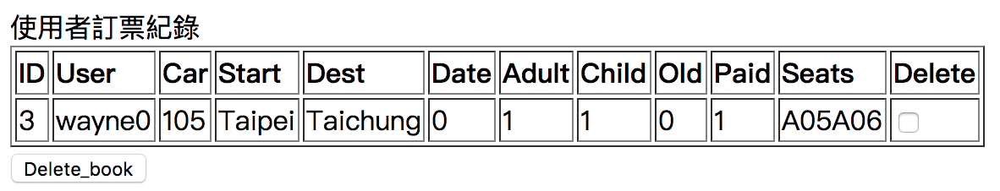 使用者訂票紀錄
ID User Car Start Dest Date Adult Child Old Paid Seats Delete
3 wayne0 105 Taipei Taichung 0 1 1 0 1 A05A06
Delete_book